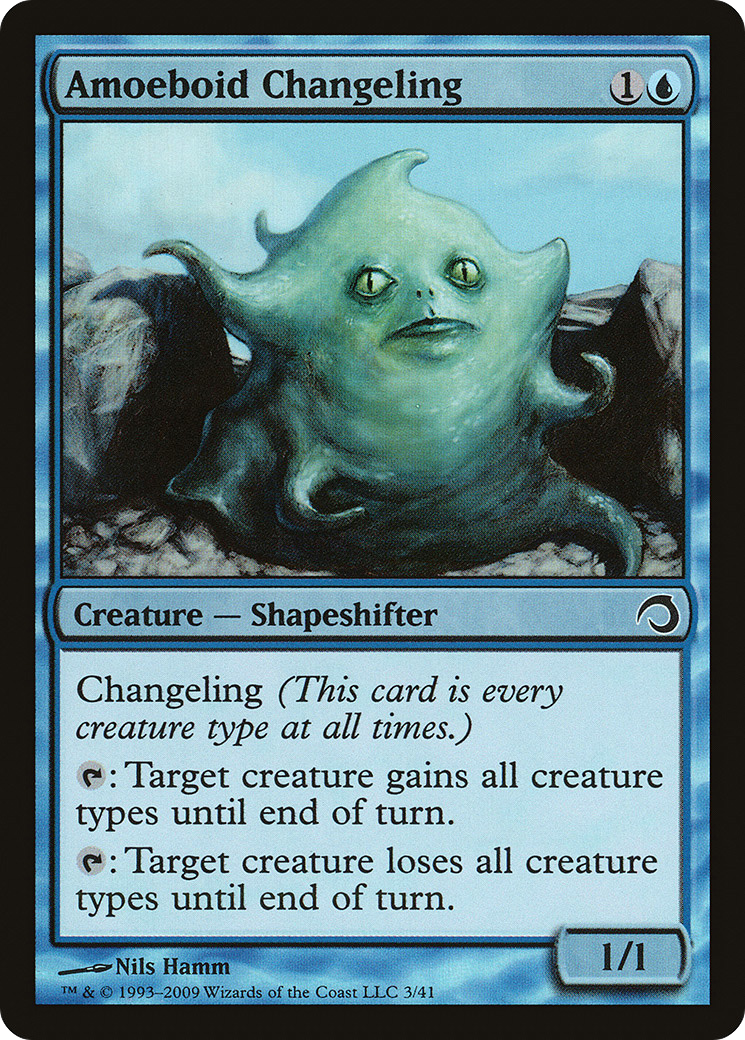 Amoeboid Changeling 1
Creature — Shapeshifter
Changeling (This card is every
creature type at all times.)
: Target creature gains all creature
types until end of turn.
: Target creature loses all creature
types until end of turn.
1/1
Nils Hamm
™ & © 1993–2009 Wizards of the Coast LLC 3/41